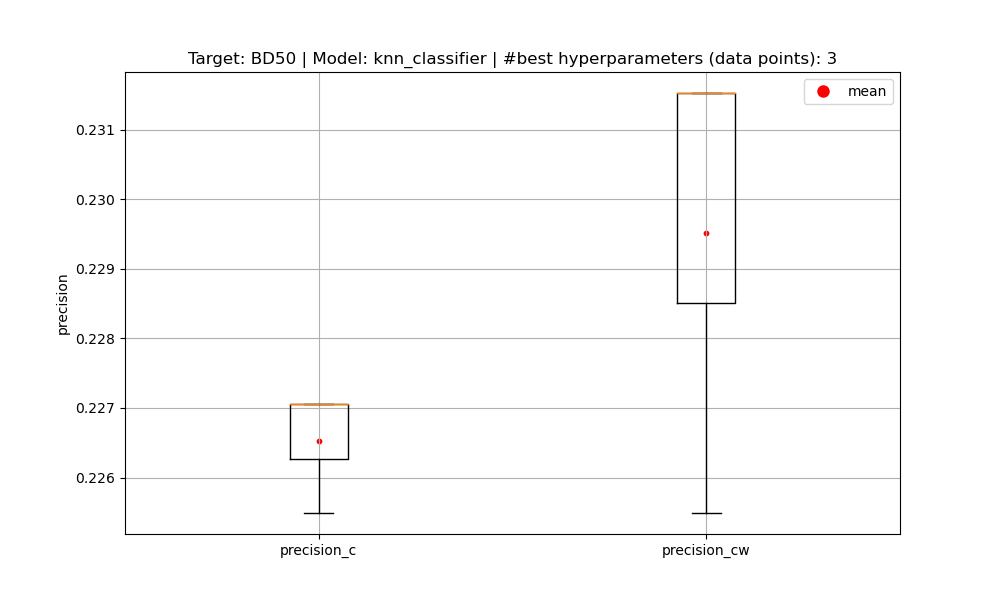 Target: BD50 | Model: knn_classifier | #best hyperparameters (data points): 3
mean
0.231
0.230
0.229
0.228
0.227
0.226
precision
precision_c
precision_cw